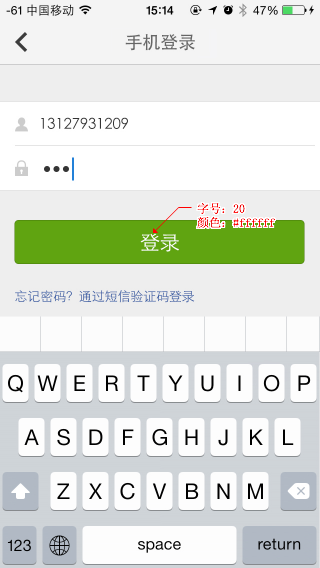 -61 中国移动 15:14 47%
手机登录
13127931209
●●●
字号：20
颜色：#ffffff
登录
忘记密码？通过短信验证码登录
Q W E R T Y U I O P
A S D F G H J K L
Z X C V B N M
123 space return